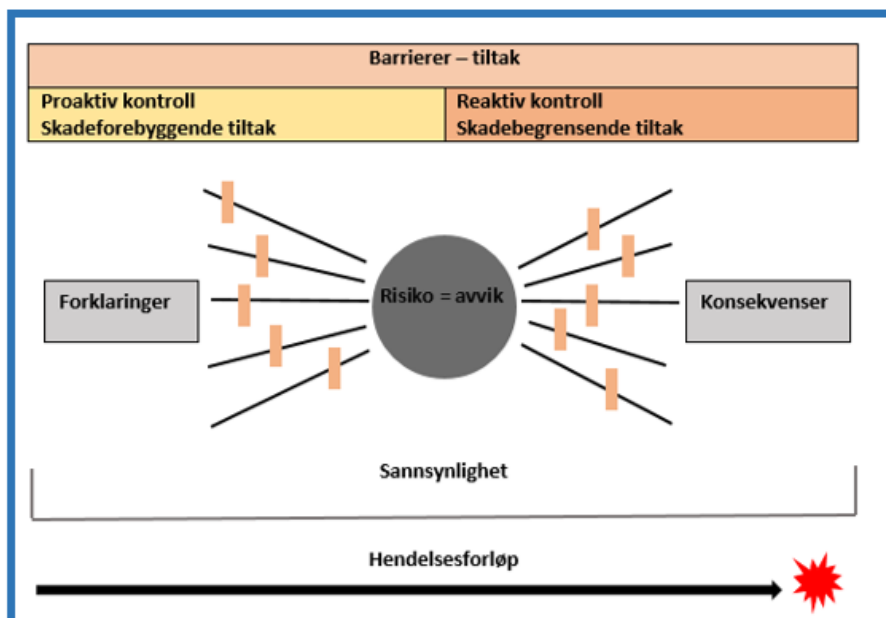 Barrierer – tiltak
Proaktiv kontroll
Skadeforebyggende tiltak
Reaktiv kontroll
Skadebegrensende tiltak
Forklaringer
Risiko = avvik
Konsekvenser
Sannsynlighet
Hendelsesforløp